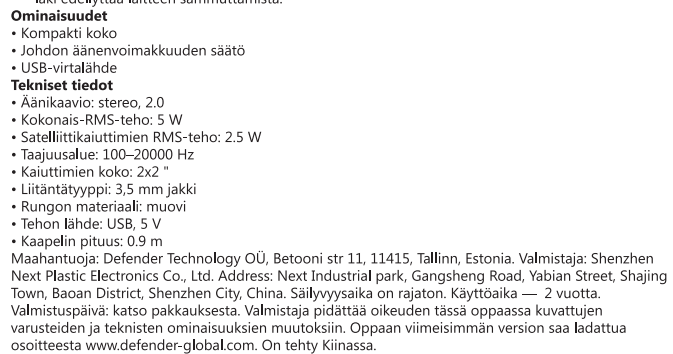 laki edellyttää laitteen sammuttamista.
Ominaisuudet
• Kompakti koko
• Johdon äänenvoimakkuuden säätö
• USB-virtalähde
Tekniset tiedot
• Äänikaavio: stereo, 2.0
• Kokonais-RMS-teho: 5 W
• Satelliittikaiuttimien RMS-teho: 2.5 W
• Taajuusalue: 100–20000 Hz
• Kaiuttimien koko: 2x2 "
• Liitäntätyyppi: 3,5 mm jakki
• Rungon materiaali: muovi
• Tehon lähde: USB, 5 V
• Kaapelin pituus: 0.9 m
Maahantuoja: Defender Technology OÜ, Betooni str 11, 11415, Tallinn, Estonia. Valmistaja: Shenzhen
Next Plastic Electronics Co., Ltd. Address: Next Industrial park, Gangsheng Road, Yabian Street, Shajing
Town, Baoan District, Shenzhen City, China. Säilyvyysaika on rajaton. Käyttöaika — 2 vuotta.
Valmistuspäivä: katso pakkauksesta. Valmistaja pidättää oikeuden tässä oppaassa kuvattujen
varusteiden ja teknisten ominaisuuksien muutoksiin. Oppaan viimeisimmän version saa ladattua
osoitteesta www.defender-global.com. On tehty Kiinassa.